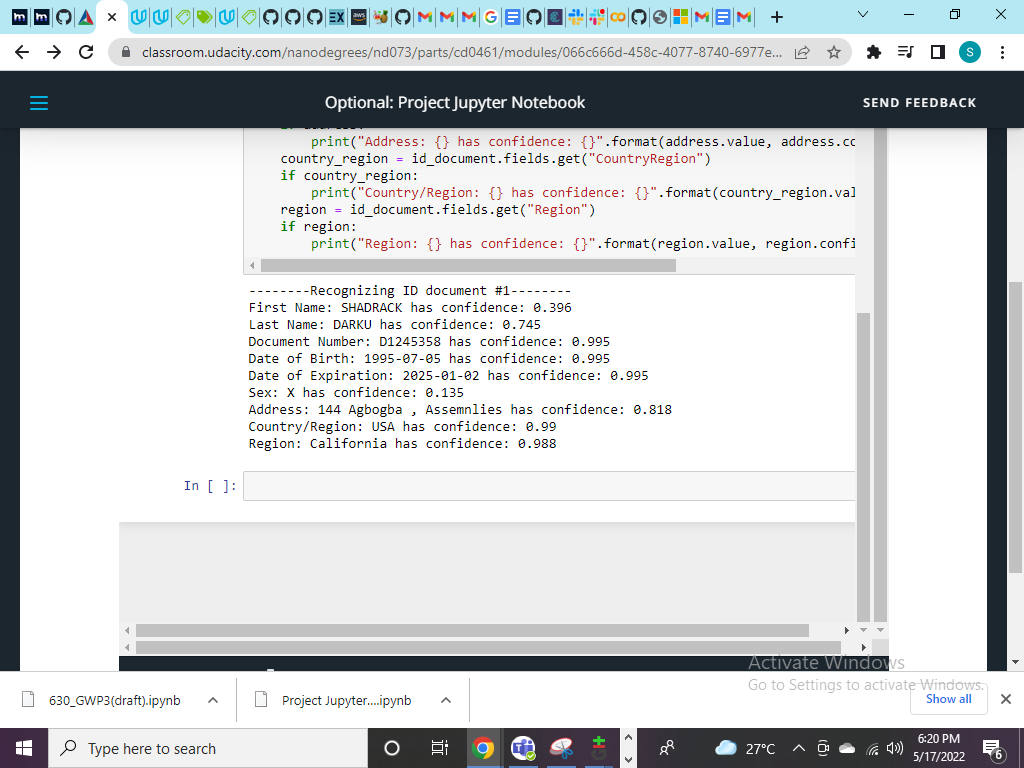 classroom.udacity.com/nanodegrees/nd073/parts/cd0461/modules/066c666d-458c-4077-8740-6977e...
S
Optional: Project Jupyter Notebook
SEND FEEDBACK
print("Address: {} has confidence: {}".format(address.value, address.co
country_region = id_document.fields.get("CountryRegion")
if country_region:
print("Country/Region: {} has confidence: {}".format(country_region.val
region = id_document.fields.get("Region")
if region:
print("Region: {} has confidence: {}".format(region.value, region.confi
--------Recognizing ID document #1--------
First Name: SHADRACK has confidence: 0.396
Last Name: DARKU has confidence: 0.745
Document Number: D1245358 has confidence: 0.995
Date of Birth: 1995-07-05 has confidence: 0.995
Date of Expiration: 2025-01-02 has confidence: 0.995
Sex: X has confidence: 0.135
Address: 144 Agbogba , Assemnlies has confidence: 0.818
Country/Region: USA has confidence: 0.99
Region: California has confidence: 0.988
In [ ]:
Activate Windows
Go to Settings to activate Windows.
630_GWP3(draft).ipynb
Project Jupyter....ipynb
Show all
Type here to search
27°C
6:20 PM
5/17/2022
6